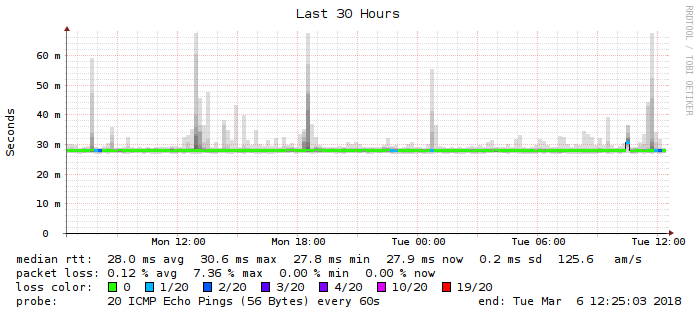 Last 30 Hours
RRDTOOL / TOBI OETIKER
Seconds
60 m
50 m
40 m
30 m
20 m
10 m
0
Mon 12:00 Mon 18:00 Tue 00:00 Tue 06:00 Tue 12:00
median rtt: 28.0 ms avg 30.6 ms max 27.8 ms min 27.9 ms now 0.2 ms sd 125.6 am/s
packet loss: 0.12 % avg 7.36 % max 0.00 % min 0.00 % now
loss color: 0 1/20 2/20 3/20 4/20 10/20 19/20
probe: 20 ICMP Echo Pings (56 Bytes) every 60s end: Tue Mar 6 12:25:03 2018